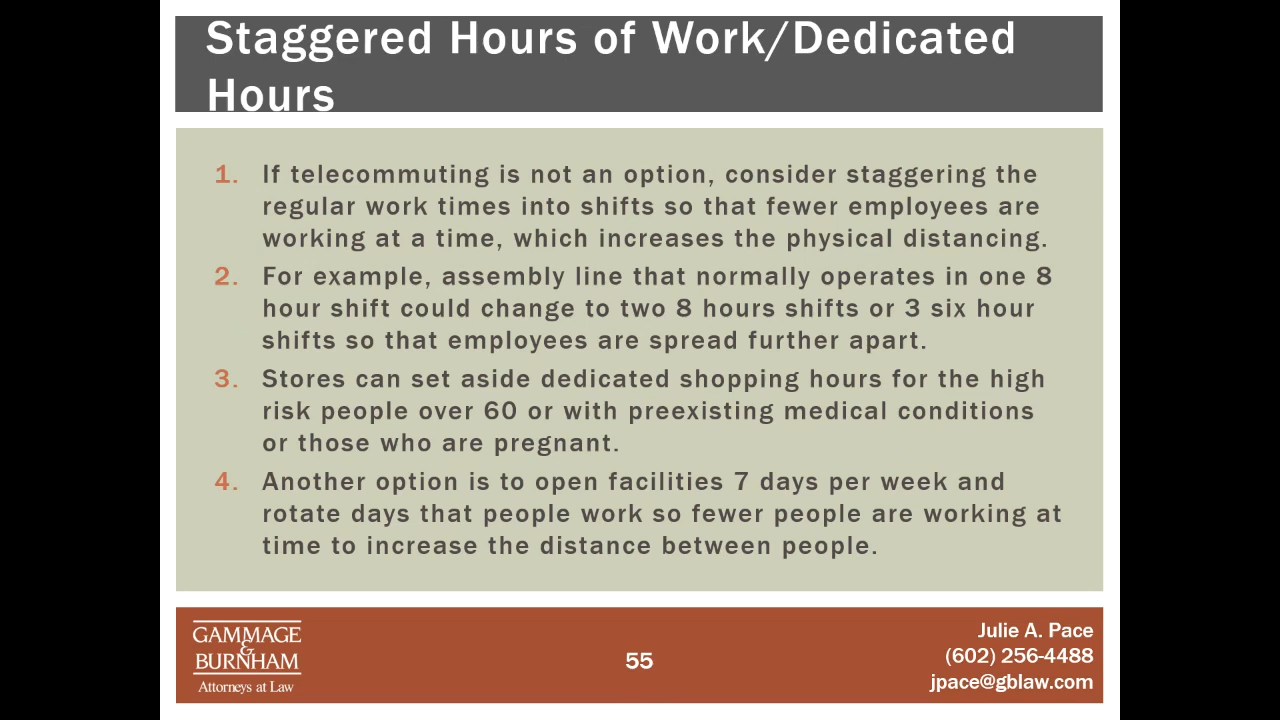 Staggered Hours of Work/Dedicated
Hours
1. If telecommuting is not an option, consider staggering the
regular work times into shifts so that fewer employees are
working at a time, which increases the physical distancing.
2. For example, assembly line that normally operates in one 8
hour shift could change to two 8 hours shifts or 3 six hour
shifts so that employees are spread further apart.
3. Stores can set aside dedicated shopping hours for the high
risk people over 60 or with preexisting medical conditions
or those who are pregnant.
4. Another option is to open facilities 7 days per week and
rotate days that people work so fewer people are working at
time to increase the distance between people.
GAMMAGE
&
BURNHAM
Attorneys at Law
55
Julie A. Pace
(602) 256-4488
jpace@gblaw.com